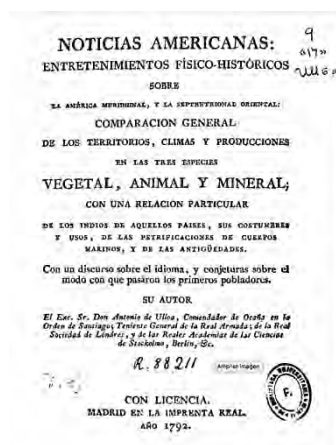 NOTICIAS AMERICANAS:
ENTRETENIMIENTOS FÍSICO-HISTÓRICOS
SOBRE
LA AMÉRICA MERIDIONAL, Y LA SEPTENTRIONAL ORIENTAL:
COMPARACION GENERAL
DE LOS TERRITORIOS, CLIMAS Y PRODUCCIONES
EN LAS TRES ESPECIES
VEGETAL, ANIMAL Y MINERAL;
CON UNA RELACION PARTICULAR
DE LOS INDIOS DE AQUELLOS PAISES, SUS COSTUMBRES
Y USOS, DE LAS PETRIFICACIONES DE CUERPOS
MARINOS, Y DE LAS ANTIGÜEDADES.
Con un discurso sobre el idioma, y conjeturas sobre el
modo con que pasáron los primeros pobladores.
SU AUTOR
El Exc. Sr. Don Antonio de Ulloa, Comendador de Ocaña en la
Orden de Santiago; Teniente General de la Real Armada; de la Real
Sociedad de Londres, y de las Reales Academias de las Ciencias
de Stockolmo, Berlin, &c.
R. 88211
Ampliar imagen
CON LICENCIA.
MADRID EN LA IMPRENTA REAL.
AÑO 1792.
9